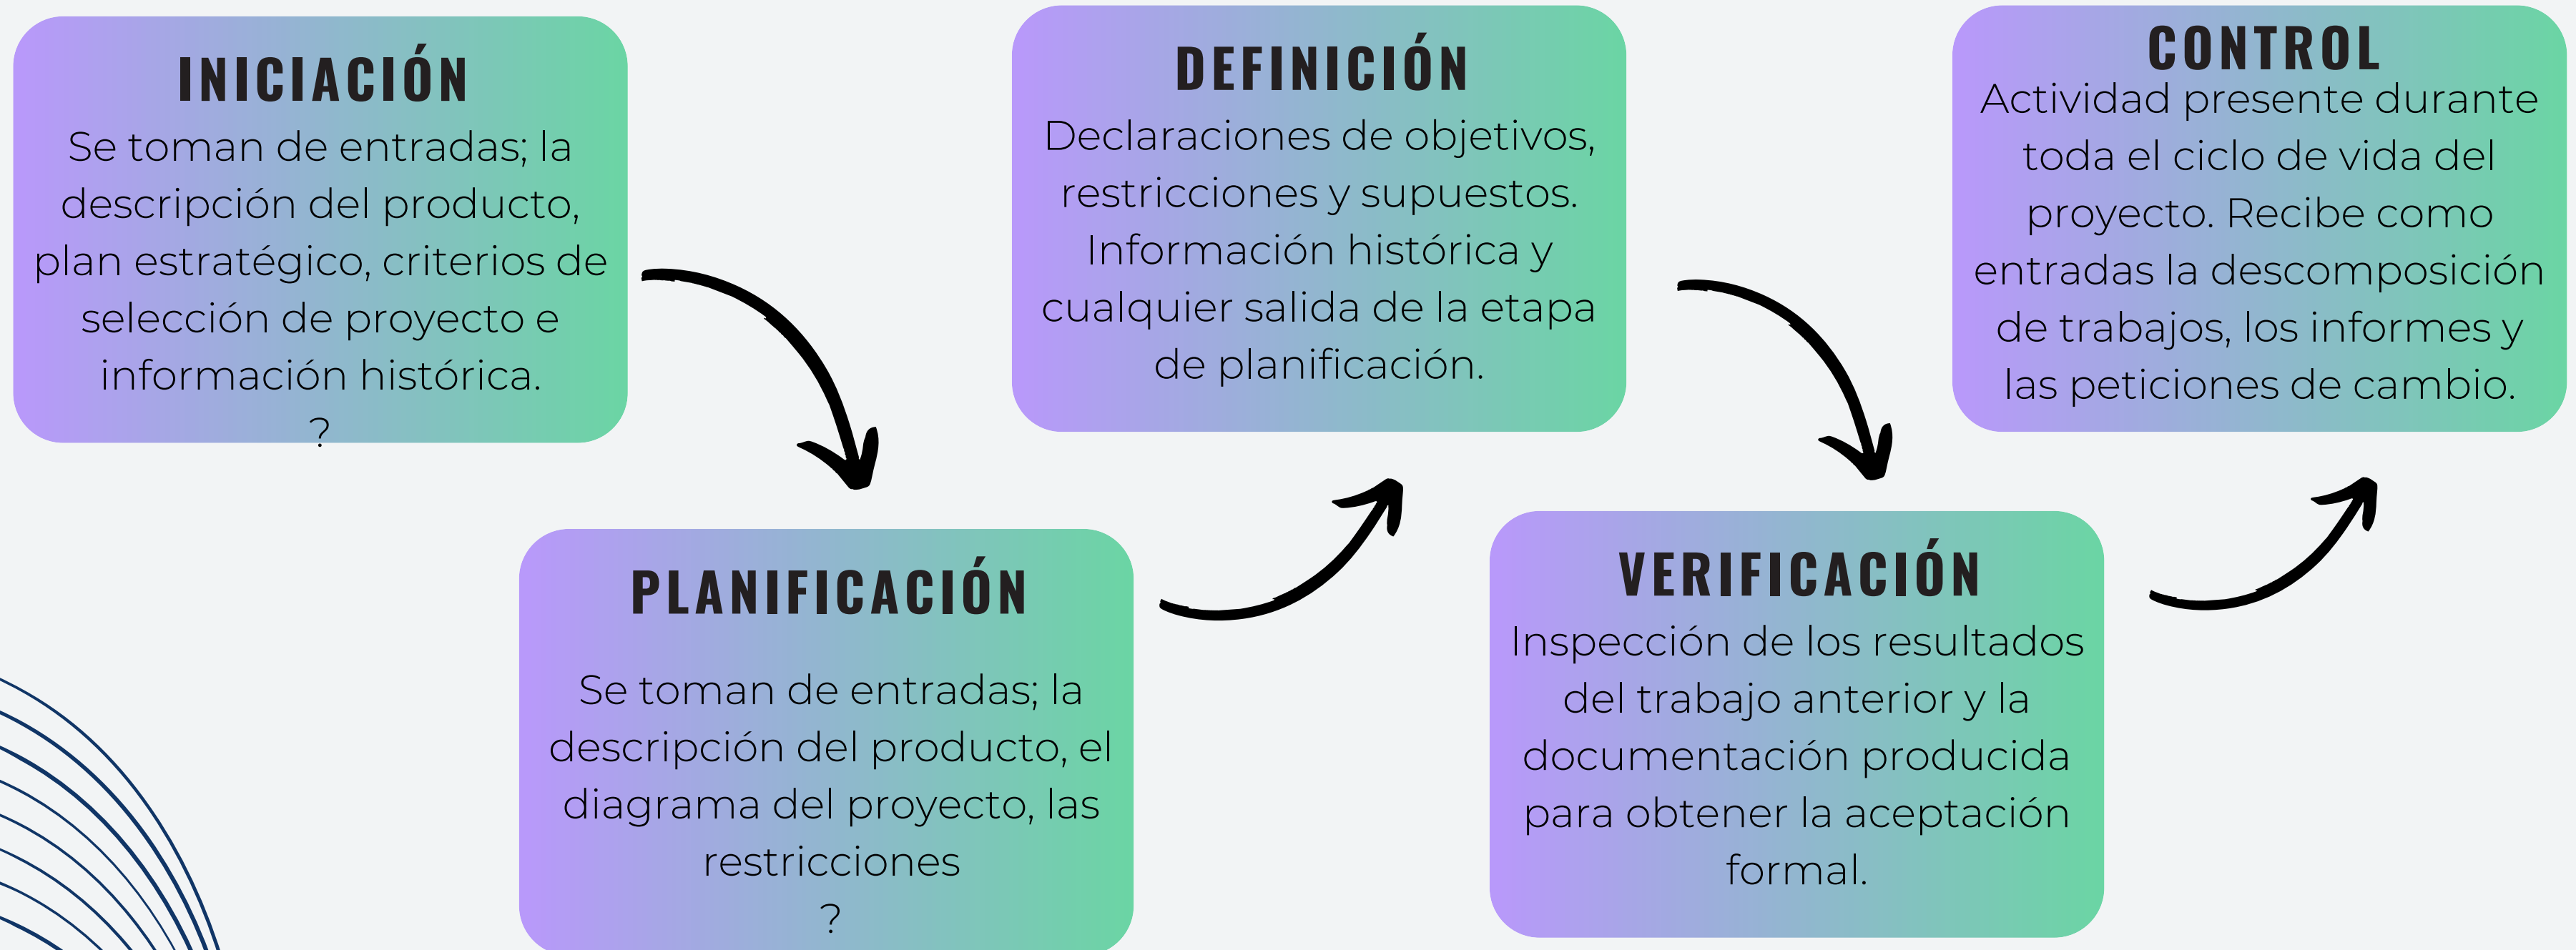 INICIACIÓN
Se toman de entradas; la
descripción del producto,
plan estratégico, criterios de
selección de proyecto e
información histórica.
?
PLANIFICACIÓN
Se toman de entradas; la
descripción del producto, el
diagrama del proyecto, las
restricciones
?
DEFINICIÓN
Declaraciones de objetivos,
restricciones y supuestos.
Información histórica y
cualquier salida de la etapa
de planificación.
VERIFICACIÓN
Inspección de los resultados
del trabajo anterior y la
documentación producida
para obtener la aceptación
formal.
CONTROL
Actividad presente durante
toda el ciclo de vida del
proyecto. Recibe como
entradas la descomposición
de trabajos, los informes y
las peticiones de cambio.